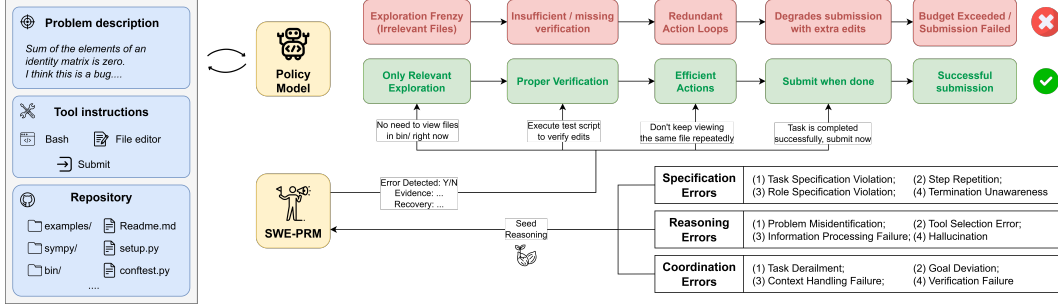 Problem description
Sum of the elements of an
identity matrix is zero.
I think this is a bug....
Tool instructions
Bash
File editor
Submit
Repository
examples/
Readme.md
sympy/
setup.py
bin/
conftest.py
....
Policy
Model
Exploration Frenzy
(Irrelevant Files)
Insufficient / missing
verification
Redundant
Action Loops
Degrades submission
with extra edits
Budget Exceeded /
Submission Failed
Only Relevant
Exploration
Proper Verification
Efficient
Actions
Submit when done
Successful
submission
No need to view files
in bin/ right now
Execute test script
to verify edits
Don't keep viewing
the same file repeatedly
Task is completed
successfully, submit now
SWE-PRM
Error Detected: Y/N
Evidence: ...
Recovery: ...
Seed
Reasoning
Specification
Errors
(1) Task Specification Violation; (2) Step Repetition;
(3) Role Specification Violation; (4) Termination Unawareness
Reasoning
Errors
(1) Problem Misidentification; (2) Tool Selection Error;
(3) Information Processing Failure; (4) Hallucination
Coordination
Errors
(1) Task Derailment; (2) Goal Deviation;
(3) Context Handling Failure; (4) Verification Failure